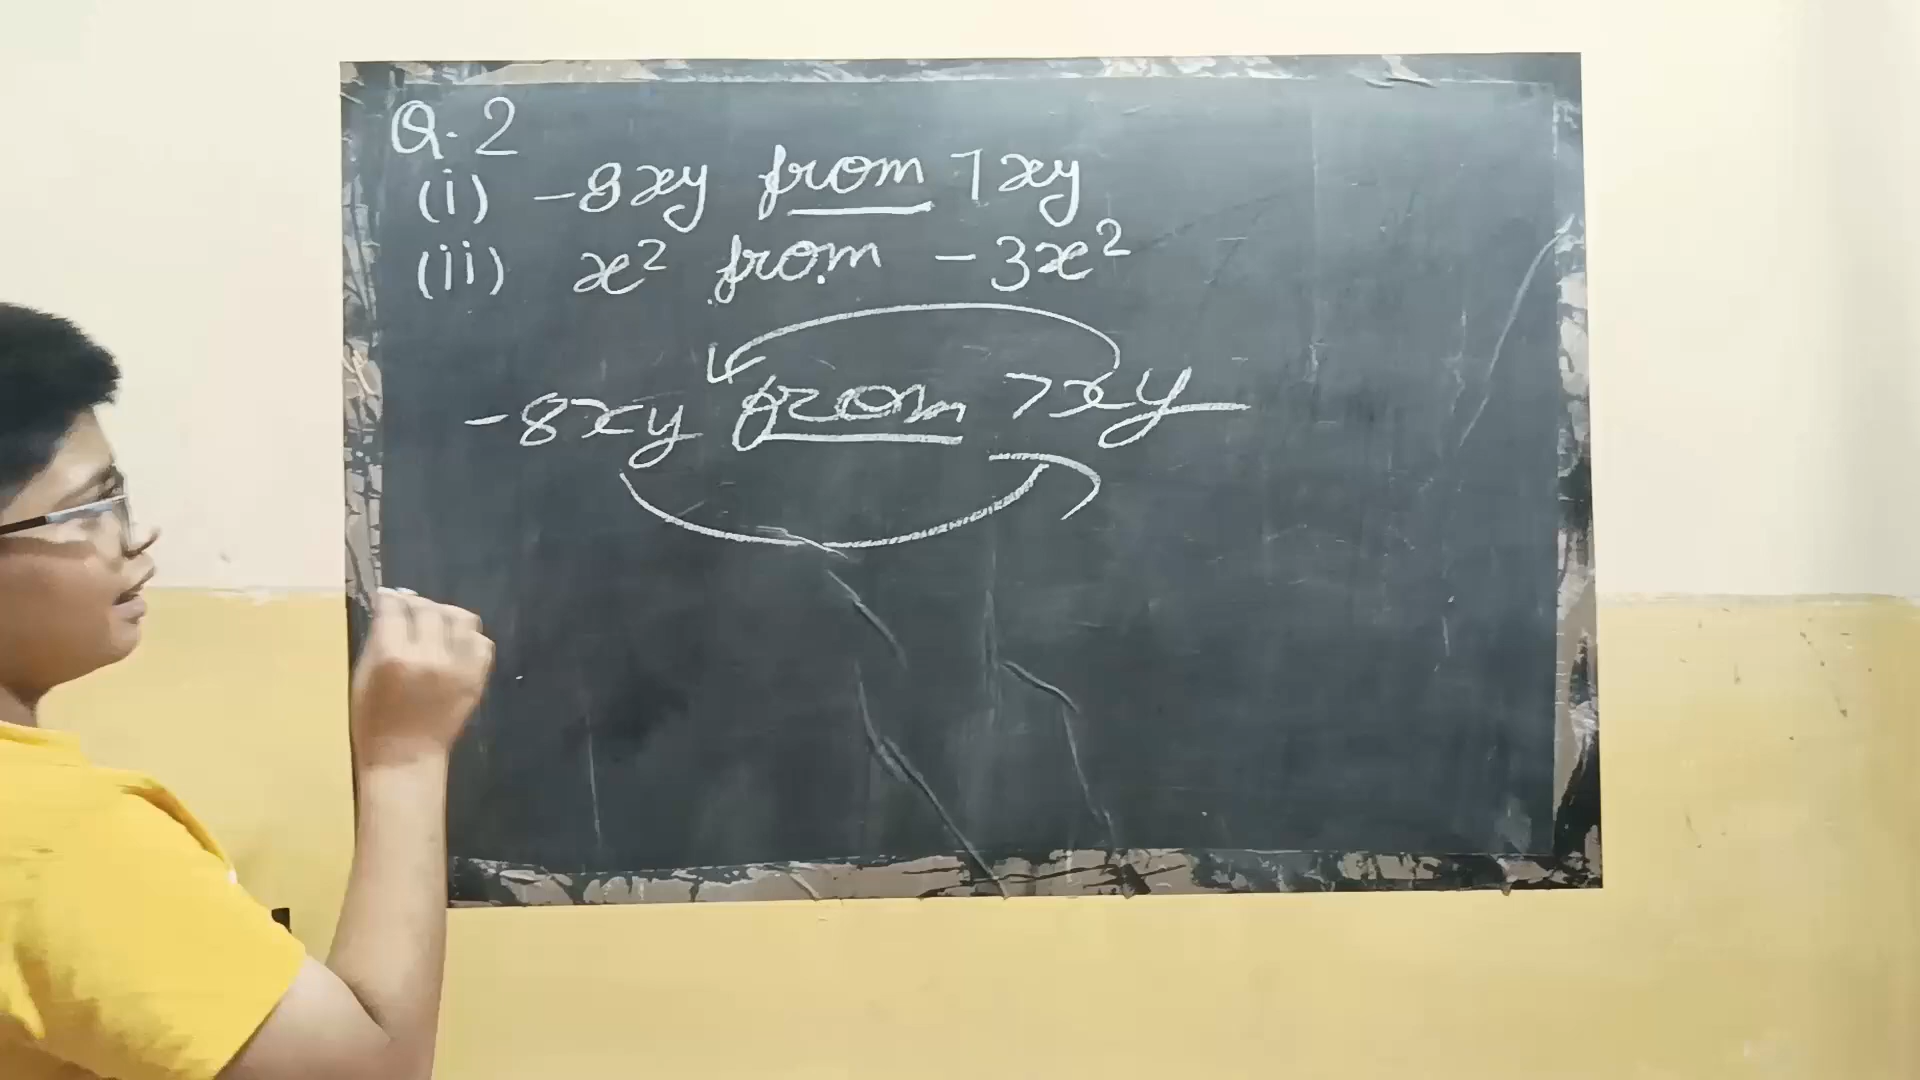 Q.2
(i) -8xy from 7xy
(ii) x² from -3x²
-8xy from 7xy